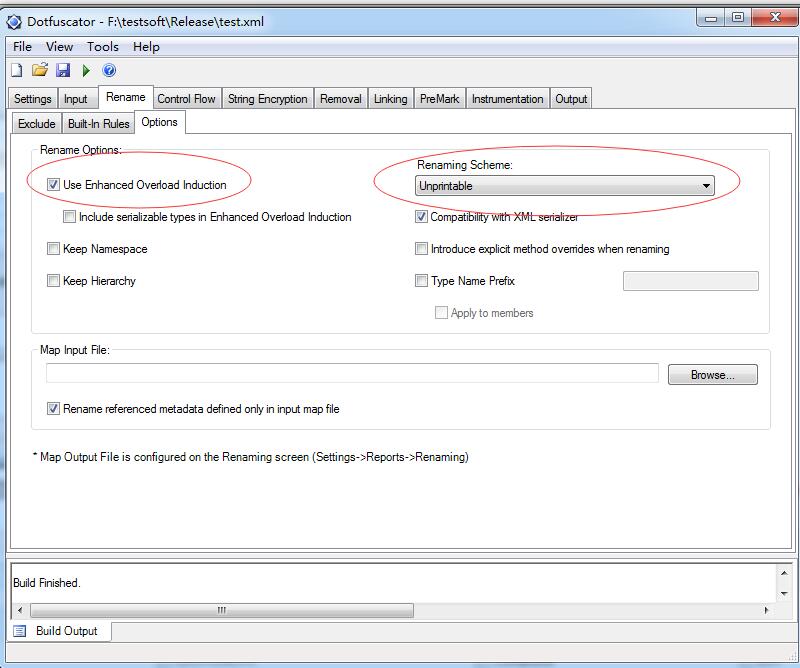 Dotfuscator - F:\testsoft\Release\test.xml
File View Tools Help
Settings Input Rename Control Flow String Encryption Removal Linking PreMark Instrumentation Output
Exclude Built-In Rules Options
Rename Options:
Renaming Scheme:
Use Enhanced Overload Induction
Unprintable
Include serializable types in Enhanced Overload Induction
Compatibility with XML serializer
Keep Namespace
Introduce explicit method overrides when renaming
Keep Hierarchy
Type Name Prefix
Apply to members
Map Input File:
Browse...
Rename referenced metadata defined only in input map file
* Map Output File is configured on the Renaming screen (Settings->Reports->Renaming)
Build Finished.
Build Output